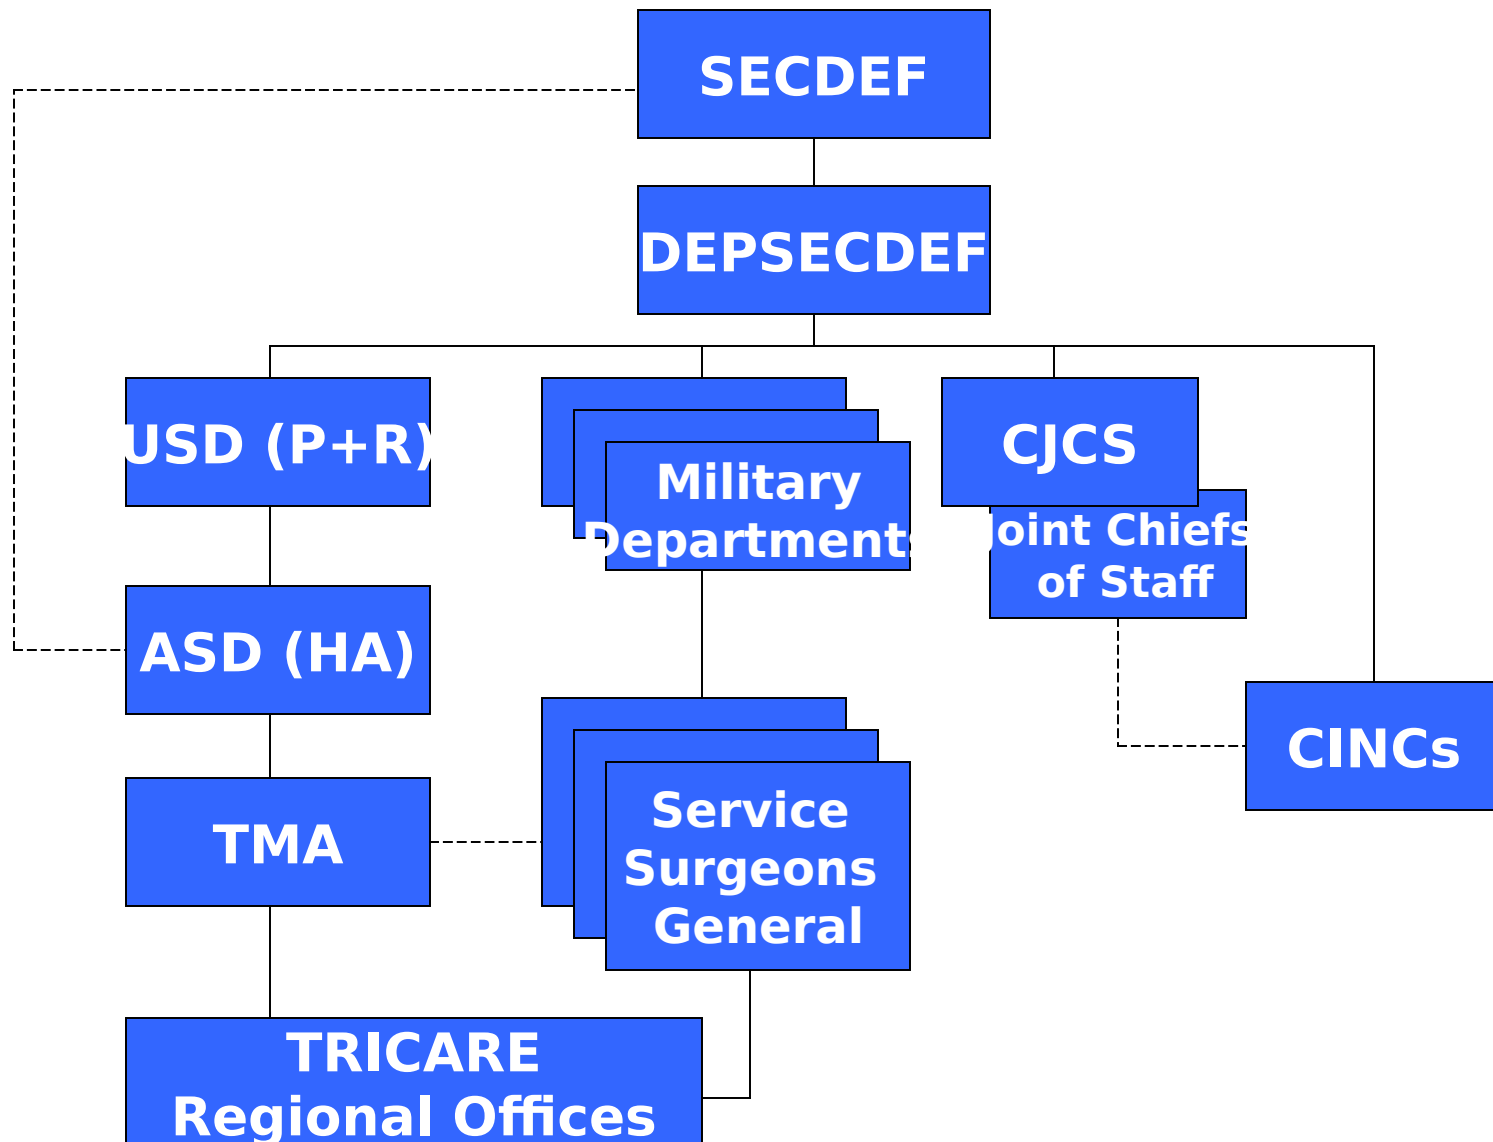 SECDEF
DEPSECDEF
USD (P+R)
Military
Departments
CJCS
Joint Chiefs
of Staff
ASD (HA)
CINCs
TMA
Service
Surgeons
General
TRICARE
Regional Offices